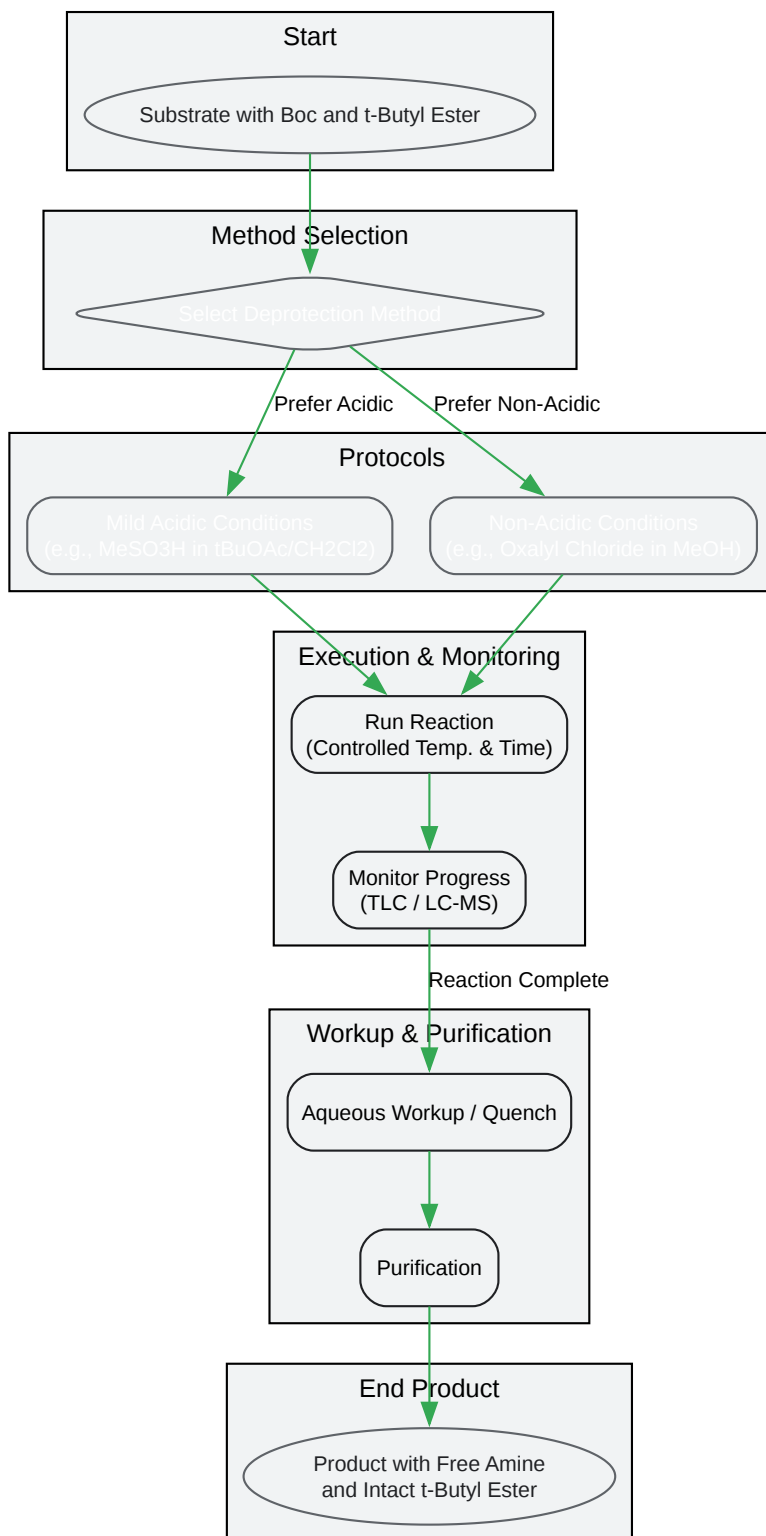 Start
Substrate with Boc and t-Butyl Ester
Method Selection
Select Deprotection Method
Prefer Acidic
Prefer Non-Acidic
Protocols
Mild Acidic Conditions
(e.g., MeSO3H in tBuOAc/CH2Cl2)
Non-Acidic Conditions
(e.g., Oxalyl Chloride in MeOH)
Execution & Monitoring
Run Reaction
(Controlled Temp. & Time)
Monitor Progress
(TLC / LC-MS)
Reaction Complete
Workup & Purification
Aqueous Workup / Quench
Purification
End Product
Product with Free Amine
and Intact t-Butyl Ester